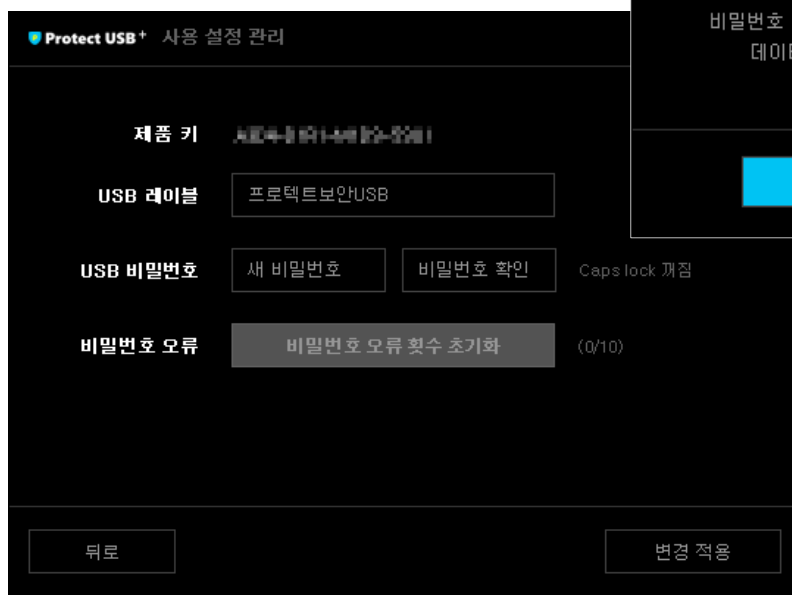 비밀번호
데이
Protect USB+ 사용 설정 관리
제품 키
USB 레이블 프로텍트보안USB
USB 비밀번호 새 비밀번호 비밀번호 확인 Caps lock 꺼짐
비밀번호 오류 비밀번호 오류 횟수 초기화 (0/10)
뒤로 변경 적용